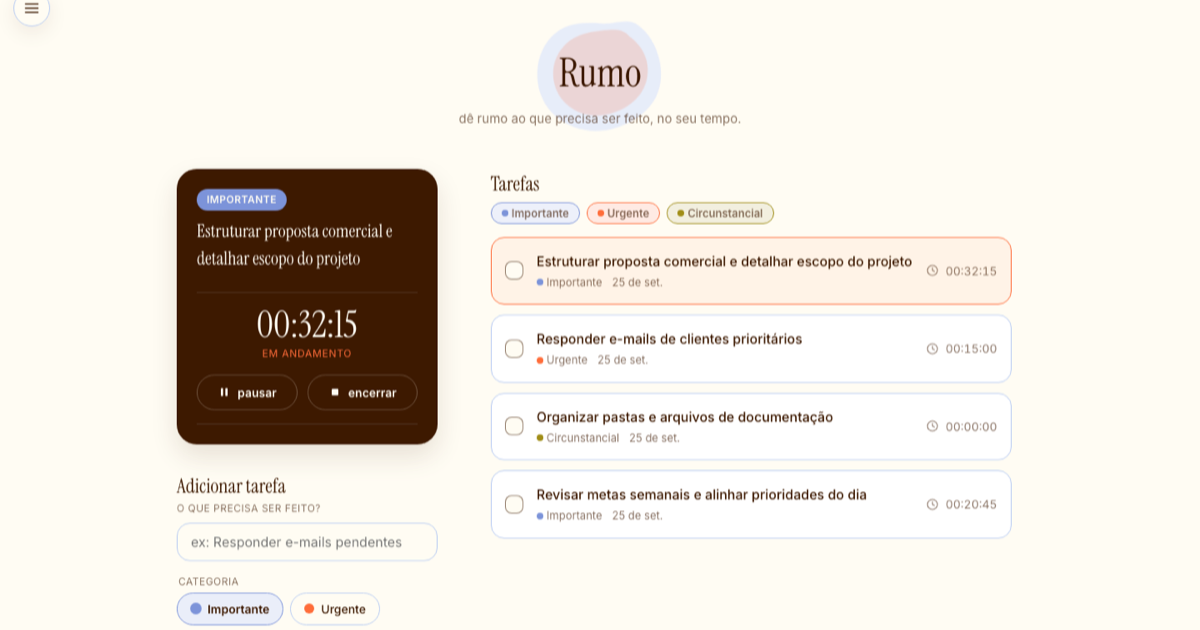 Rumo
dê rumo ao que precisa ser feito, no seu tempo.
IMPORTANTE
Estruturar proposta comercial e
detalhar escopo do projeto
00:32:15
EM ANDAMENTO
pausar
encerrar
Adicionar tarefa
O QUE PRECISA SER FEITO?
ex: Responder e-mails pendentes
CATEGORIA
Importante
Urgente
Tarefas
Importante
Urgente
Circunstancial
Estruturar proposta comercial e detalhar escopo do projeto
Importante 25 de set.
00:32:15
Responder e-mails de clientes prioritários
Urgente 25 de set.
00:15:00
Organizar pastas e arquivos de documentação
Circunstancial 25 de set.
00:00:00
Revisar metas semanais e alinhar prioridades do dia
Importante 25 de set.
00:20:45